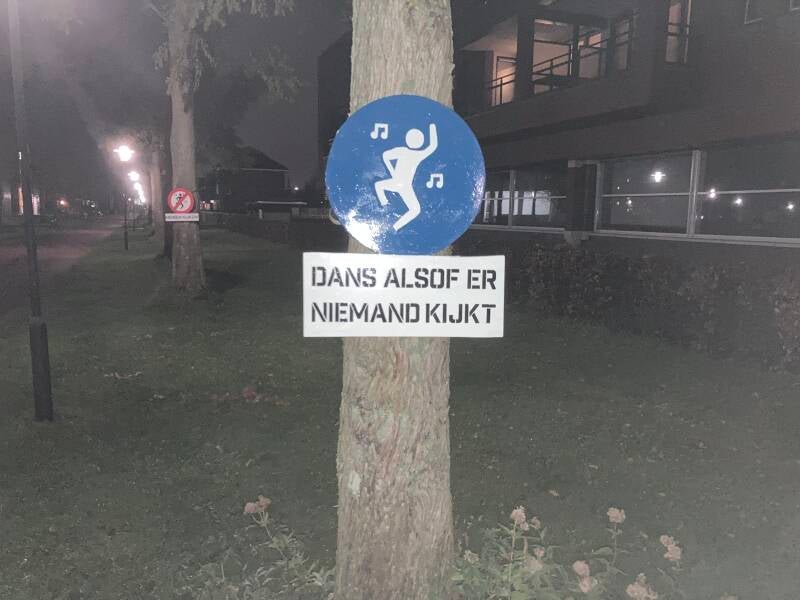 DANS ALSOF ER
NIEMAND KIJKT